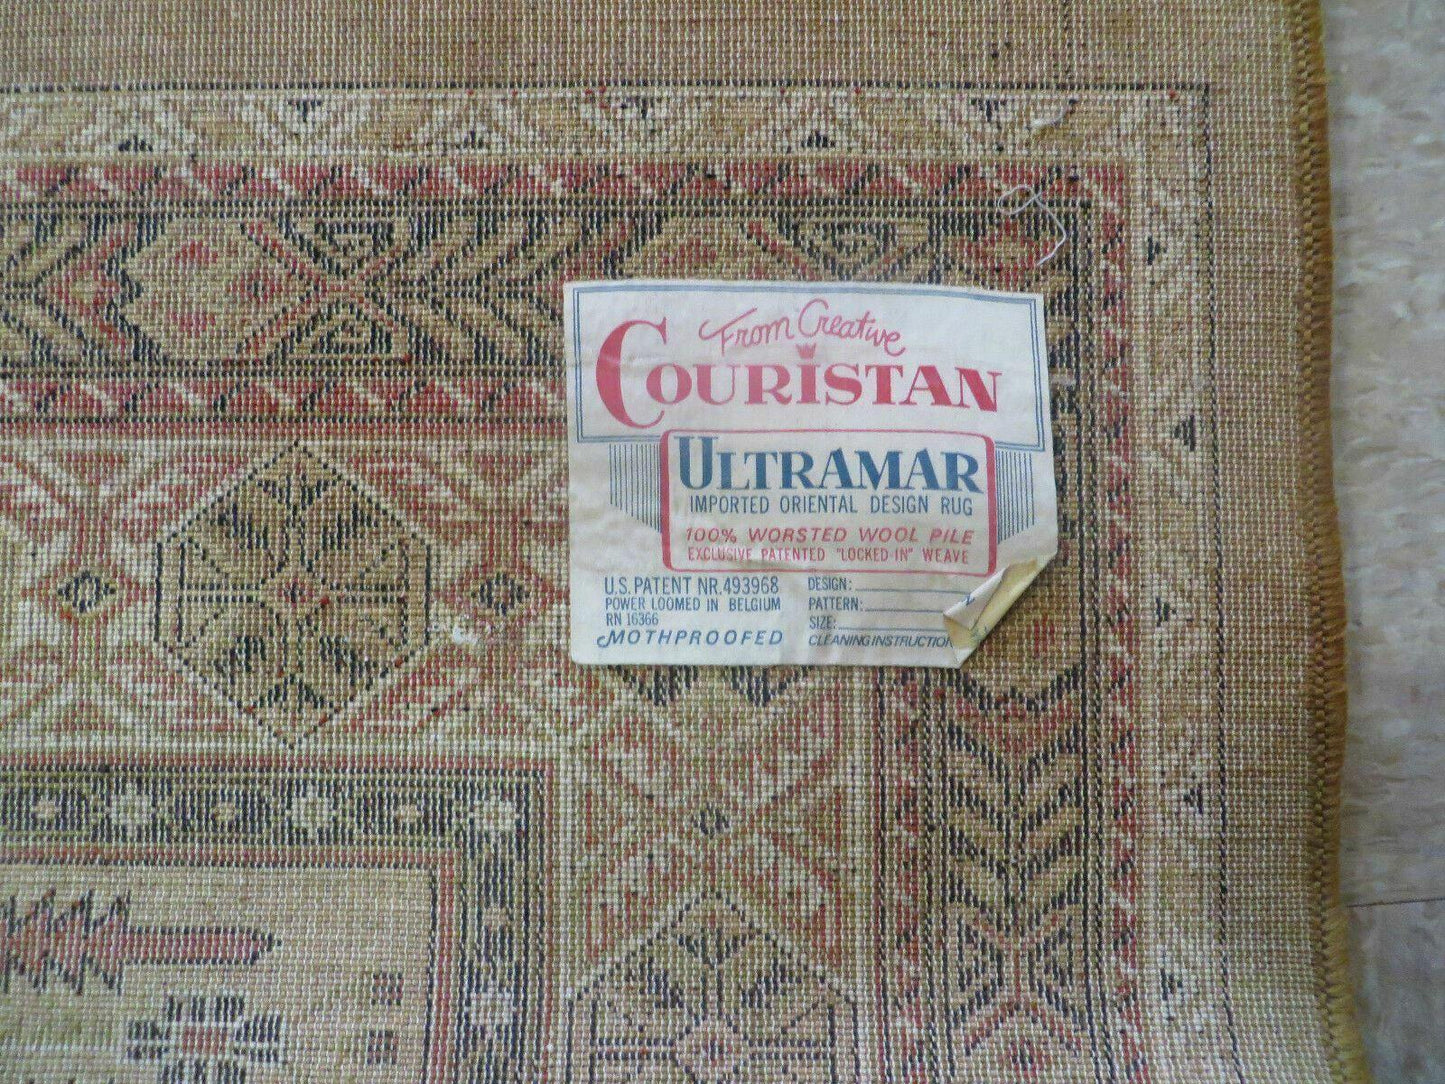 From Creative
COURISTAN
ULTRAMAR
IMPORTED ORIENTAL DESIGN RUG
100% WORSTED WOOL PILE
EXCLUSIVE PATENTED "LOCKED-IN" WEAVE
U.S. PATENT NR. 493968
POWER LOOMED IN BELGIUM
RN 16366
MOTHPROOFED
DESIGN:
PATTERN:
SIZE:
CLEANING INSTRUCTION